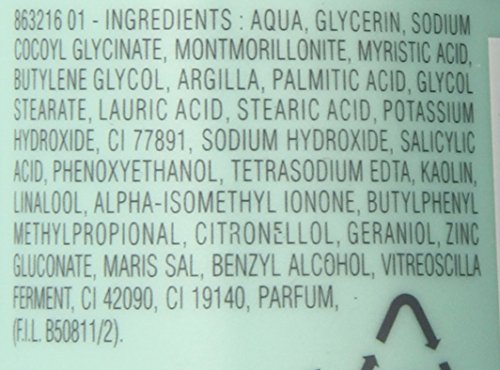 863216 01 - INGREDIENTS : AQUA, GLYCERIN, SODIUM
COCOYL GLYCINATE, MONTMORILLONITE, MYRISTIC ACID,
BUTYLENE GLYCOL, ARGILLA, PALMITIC ACID, GLYCOL
STEARATE, LAURIC ACID, STEARIC ACID, POTASSIUM
HYDROXIDE, CI 77891, SODIUM HYDROXIDE, SALICYLIC
ACID, PHENOXYETHANOL, TETRASODIUM EDTA, KAOLIN,
LINALOOL, ALPHA-ISOMETHYL IONONE, BUTYLPHENYL
METHYLPROPIONAL, CITRONELLOL, GERANIOL, ZINC
GLUCONATE, MARIS SAL, BENZYL ALCOHOL, VITREOSCILLA
FERMENT, CI 42090, CI 19140, PARFUM,
(F.I.L. B50811/2).